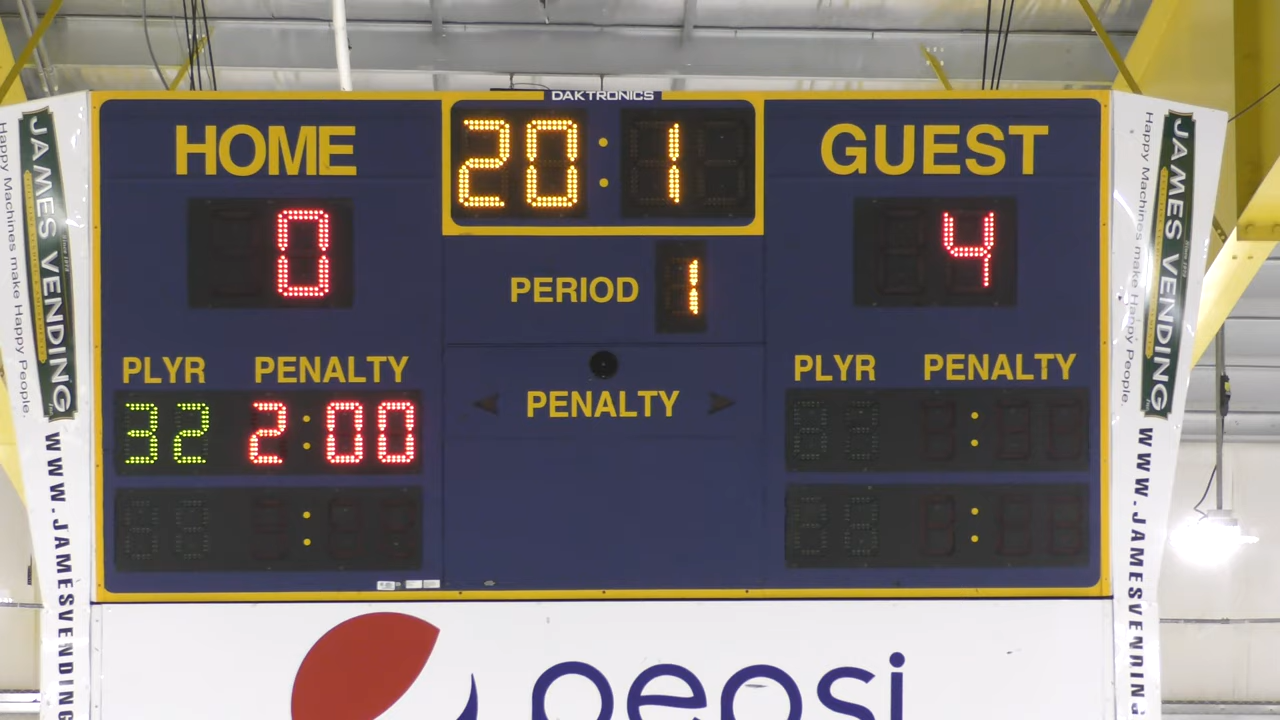 DAKTRONICS
HOME
20:1
GUEST
0
4
PERIOD 1
PLYR PENALTY
PLYR PENALTY
PENALTY
32 2:00
JAMES VENDING
Happy Machines make Happy People.
WWW.JAMESVENDING
JAMES VENDING
Happy Machines make Happy People.
WWW.JAMESVENDING
pepsi